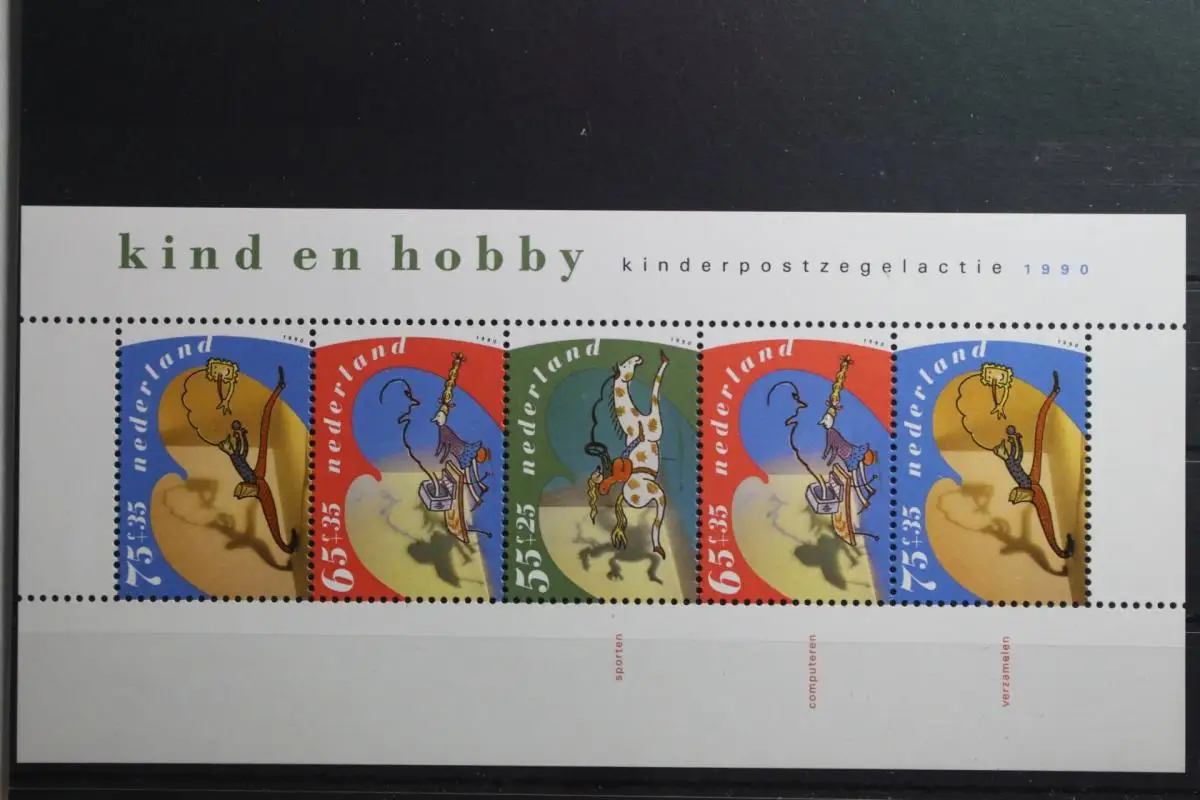 kind en hobby kinderpostzegelactie 1990
nederland 1990
75c+35
nederland 1990
65c+35
nederland 1990
55c+25
nederland 1990
65c+35
nederland 1990
75c+35
sporten
computeren
verzamelen